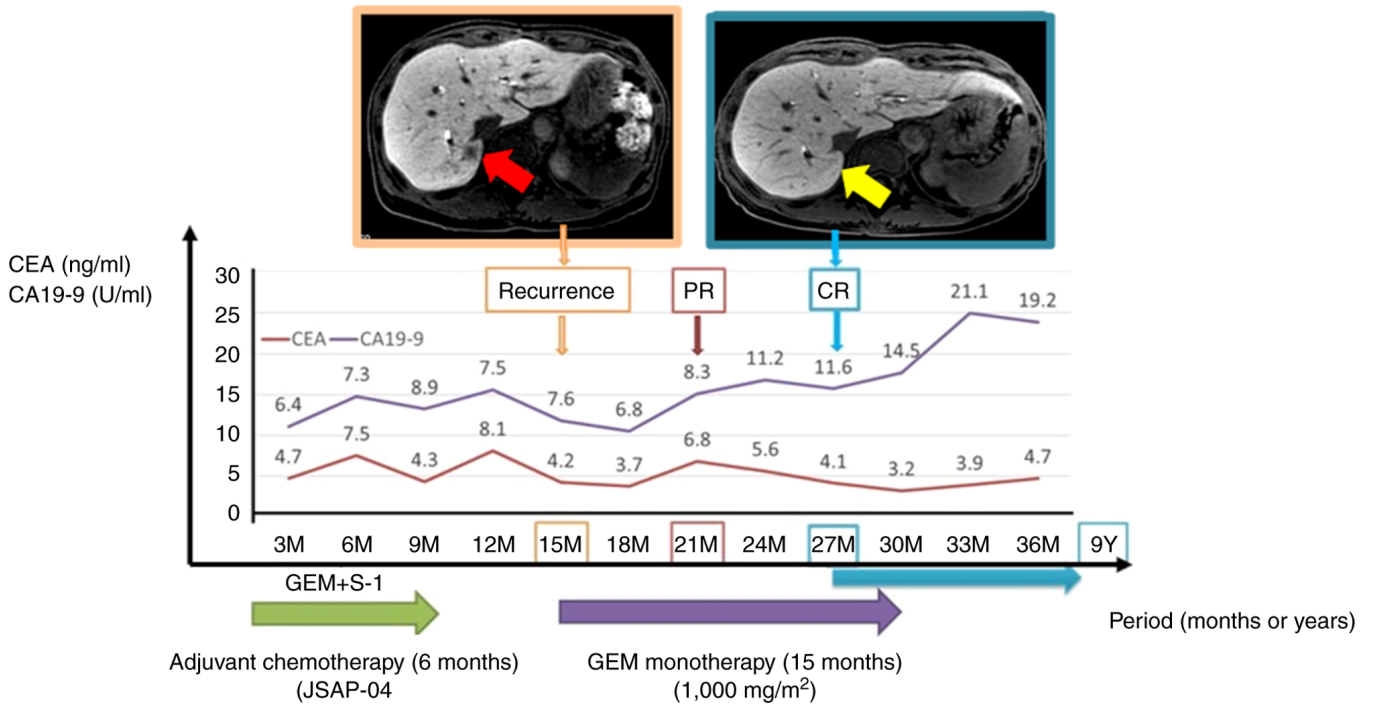 CEA (ng/ml)
CA19-9 (U/ml)
Recurrence
PR
CR
30
25
20
15
10
5
0
CEA
CA19-9
6.4
7.3
8.9
7.5
7.6
6.8
8.3
11.2
11.6
14.5
21.1
19.2
4.7
7.5
4.3
8.1
4.2
3.7
6.8
5.6
4.1
3.2
3.9
4.7
3M 6M 9M 12M 15M 18M 21M 24M 27M 30M 33M 36M 9Y
GEM+S-1
Period (months or years)
Adjuvant chemotherapy (6 months)
(JSAP-04
GEM monotherapy (15 months)
(1,000 mg/m²)